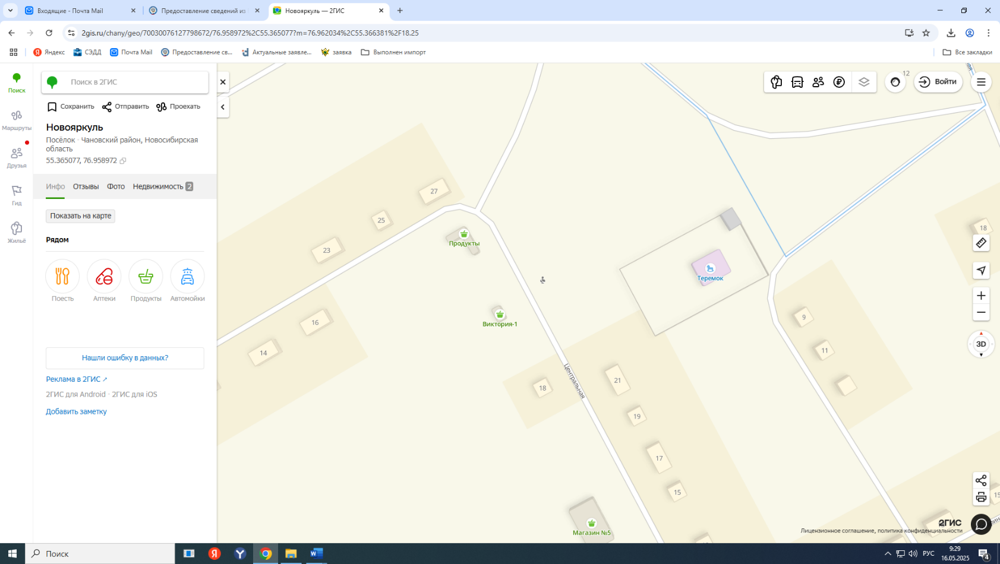 Входящие - Почта Mail
Предоставление сведений из
Новояркуль — 2ГИС
2gis.ru/chany/geo/70030076127798672/76.958972%2C55.365077?m=76.962034%2C55.366381%2F18.25
Яндекс
СЭДД
Почта Mail
Предоставление св...
Актуальные заявле...
заявка
Выполнен импорт
Все закладки
Поиск
Маршруты
Друзья
Гид
Жильё
Поиск в 2ГИС
Сохранить
Отправить
Проехать
Новояркуль
Посёлок · Чановский район, Новосибирская
область
55.365077, 76.958972
Инфо
Отзывы
Фото
Недвижимость 2
Показать на карте
Рядом
Поесть
Аптеки
Продукты
Автомойки
Нашли ошибку в данных?
Реклама в 2ГИС ↗
2ГИС для Android · 2ГИС для iOS
Добавить заметку
12
Войти
27
25
23
Продукты
Теремок
18
16
14
Виктория-1
9
11
3D
Центральная
18
21
19
17
15
15
Магазин №5
2ГИС
Лицензионное соглашение, политика конфиденциальности
Поиск
РУС
9:29
16.05.2025
4